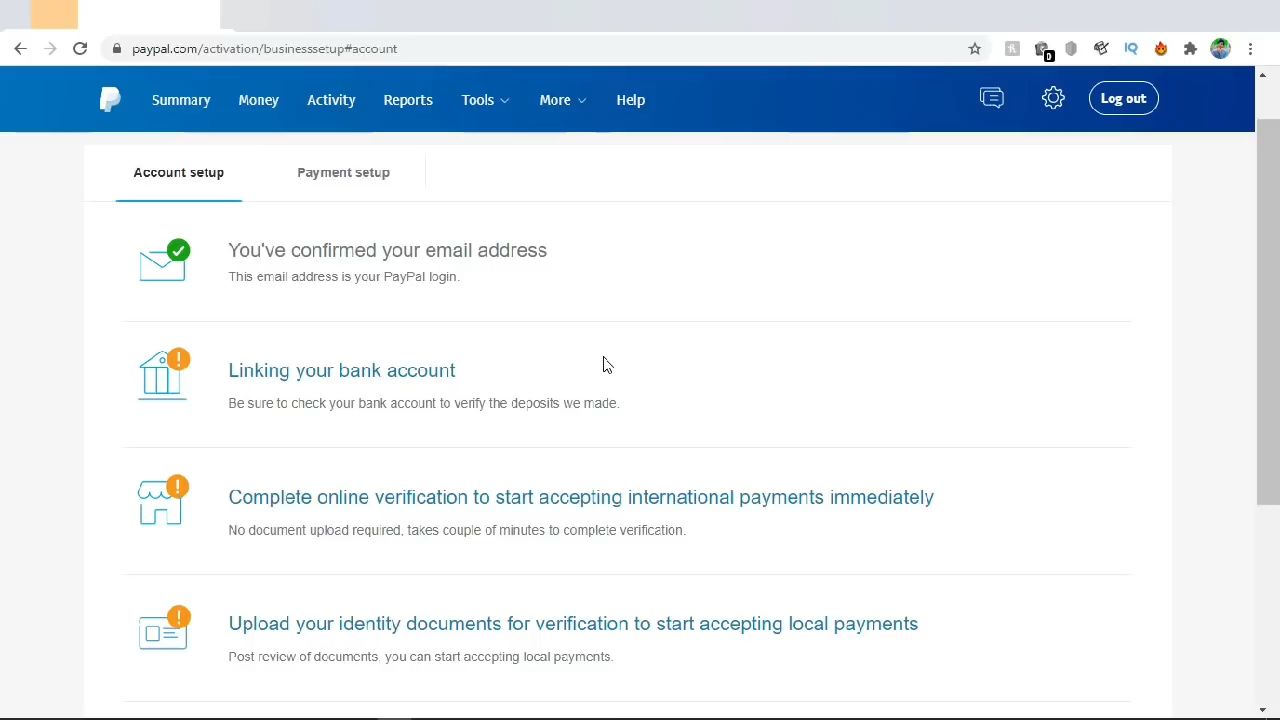 paypal.com/activation/businesssetup#account
0
Summary
Money
Activity
Reports
Tools
More
Help
Log out
Account setup
Payment setup
You've confirmed your email address
This email address is your PayPal login.
Linking your bank account
Be sure to check your bank account to verify the deposits we made.
Complete online verification to start accepting international payments immediately
No document upload required, takes couple of minutes to complete verification.
Upload your identity documents for verification to start accepting local payments
Post review of documents, you can start accepting local payments.